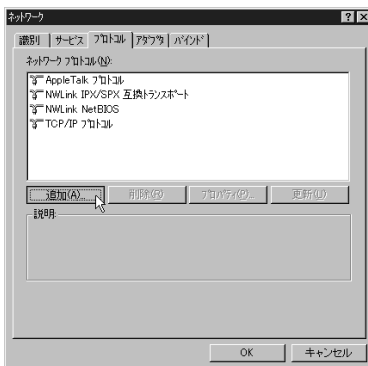 ネットワーク
識別 サービス プロトコル アダプタ バインド
ネットワーク プロトコル(N):
AppleTalk プロトコル
NWLink IPX/SPX 互換トランスポート
NWLink NetBIOS
TCP/IP プロトコル
追加(A)... 削除(R) プロパティ(P)... 更新(U)
説明:
OK キャンセル